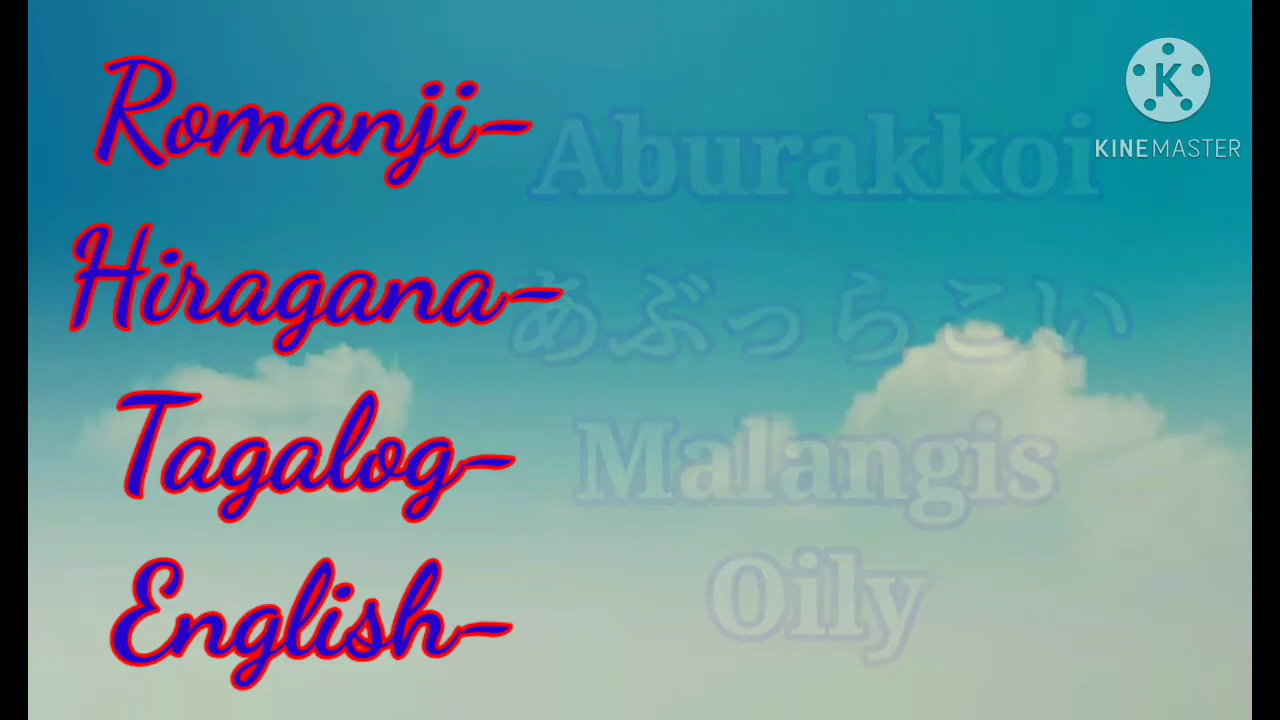 Romanji- Aburakkoi
Hiragana- あぶっらこい
Tagalog- Malangis
English- Oily
K
KINEMASTER